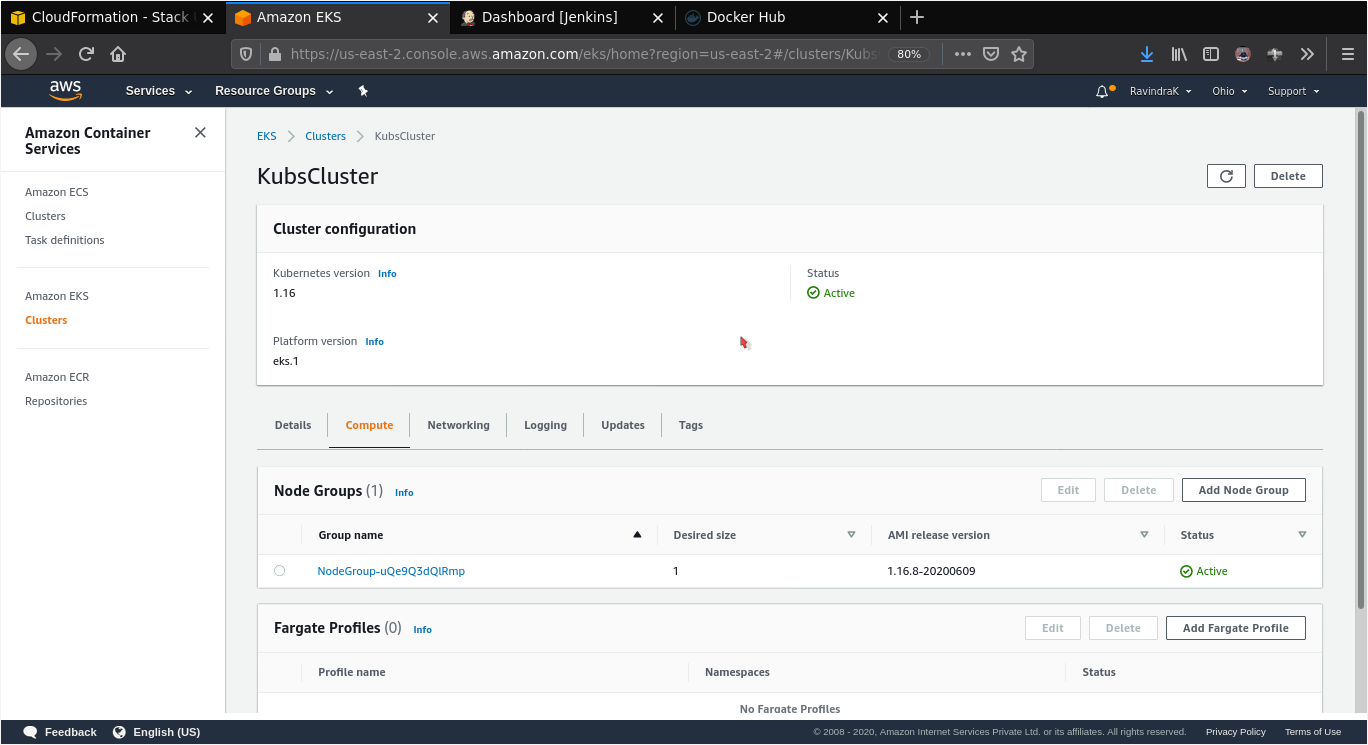 CloudFormation - Stack
Amazon EKS
Dashboard [Jenkins]
Docker Hub
https://us-east-2.console.aws.amazon.com/eks/home?region=us-east-2#/clusters/Kubs
80%
aws
Services
Resource Groups
RavindraK
Ohio
Support
Amazon Container
Services
Amazon ECS
Clusters
Task definitions
Amazon EKS
Clusters
Amazon ECR
Repositories
EKS
Clusters
KubsCluster
KubsCluster
Delete
Cluster configuration
Kubernetes version Info
1.16
Status
Active
Platform version Info
eks.1
Details
Compute
Networking
Logging
Updates
Tags
Node Groups (1) Info
Edit
Delete
Add Node Group
Group name
Desired size
AMI release version
Status
NodeGroup-uQe9Q3dQlRmp
1
1.16.8-20200609
Active
Fargate Profiles (0) Info
Edit
Delete
Add Fargate Profile
Profile name
Namespaces
Status
No Fargate Profiles
Feedback
English (US)
© 2008 - 2020, Amazon Internet Services Private Ltd. or its affiliates. All rights reserved.
Privacy Policy
Terms of Use